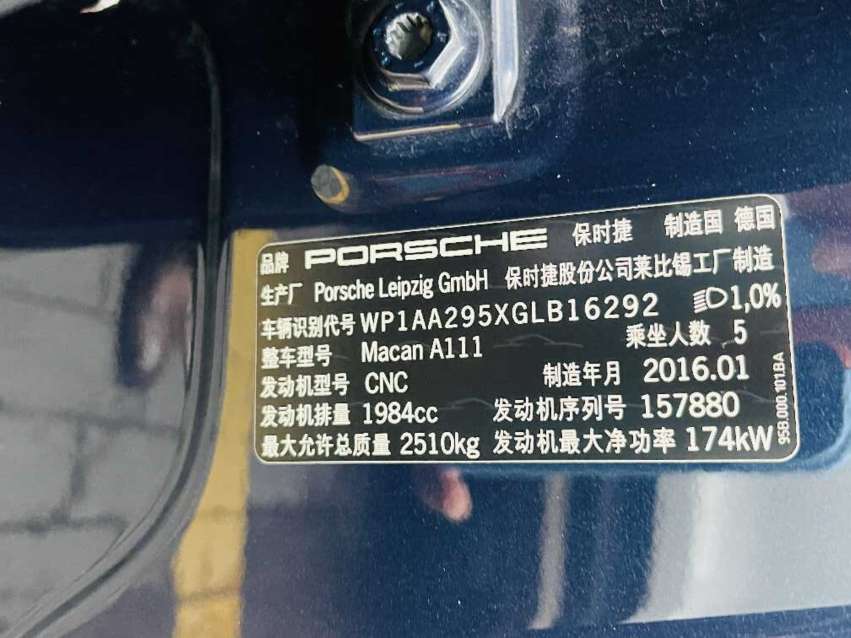 品牌 PORSCHE 保时捷 制造国 德国
生产厂 Porsche Leipzig GmbH 保时捷股份公司莱比锡工厂制造
车辆识别代号 WP1AA295XGLB16292 1,0%
整车型号 Macan A111 乘坐人数 5
发动机型号 CNC 制造年月 2016.01
发动机排量 1984cc 发动机序列号 157880
最大允许总质量 2510kg 发动机最大净功率 174kW
95B.000.101.BA